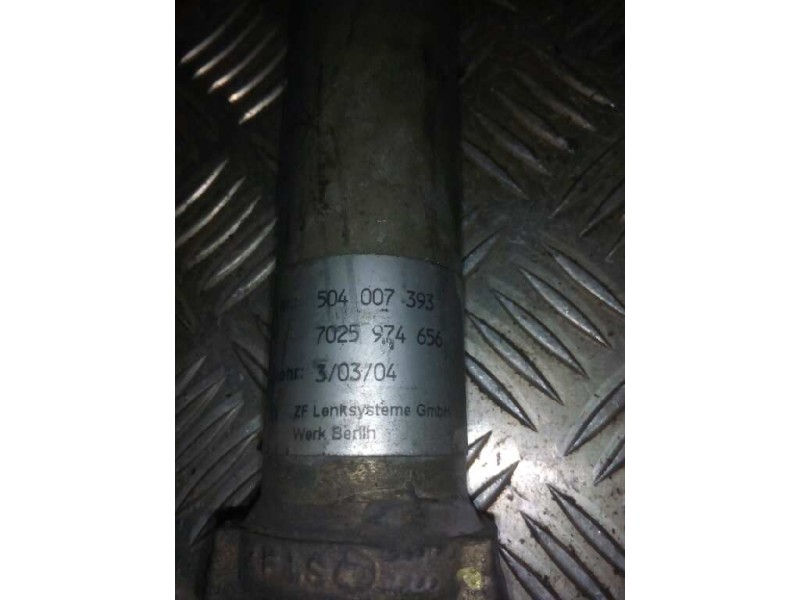 504 007 393
7025 974 656
3/03/04
ZF Lenksysteme GmbH
Werk Berlin